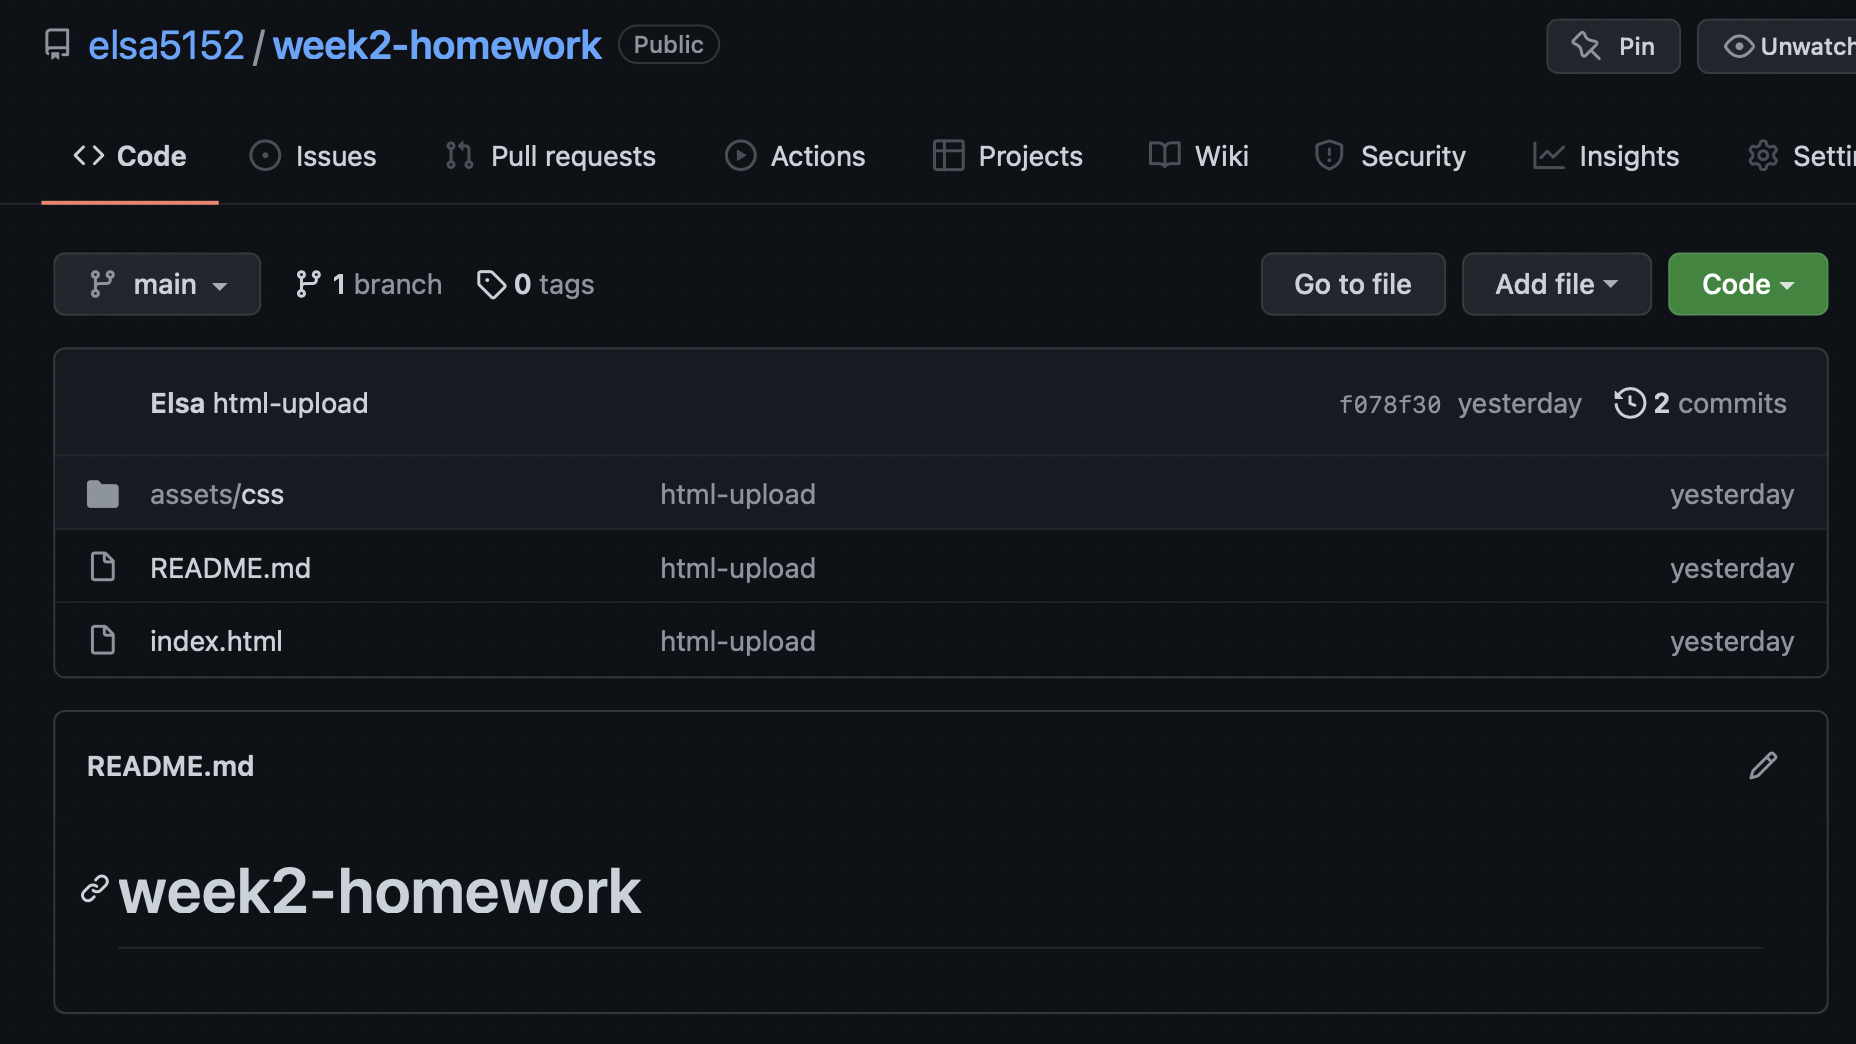 elsa5152 / week2-homework Public Pin Unwatch
Code Issues Pull requests Actions Projects Wiki Security Insights Setti
main 1 branch 0 tags Go to file Add file Code
Elsa html-upload f078f30 yesterday 2 commits
assets/css html-upload yesterday
README.md html-upload yesterday
index.html html-upload yesterday
README.md
week2-homework